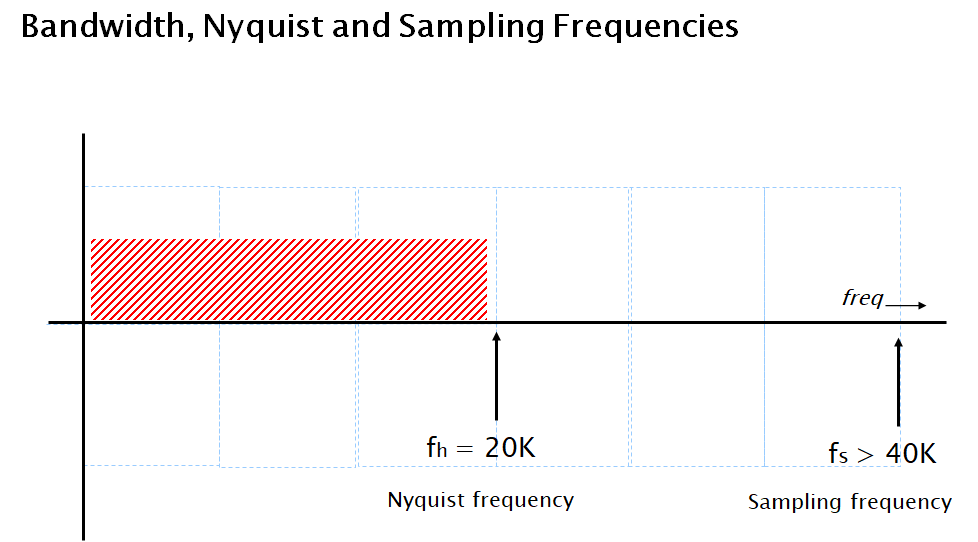 Bandwidth, Nyquist and Sampling Frequencies
freq
fh = 20K
fs > 40K
Nyquist frequency
Sampling frequency